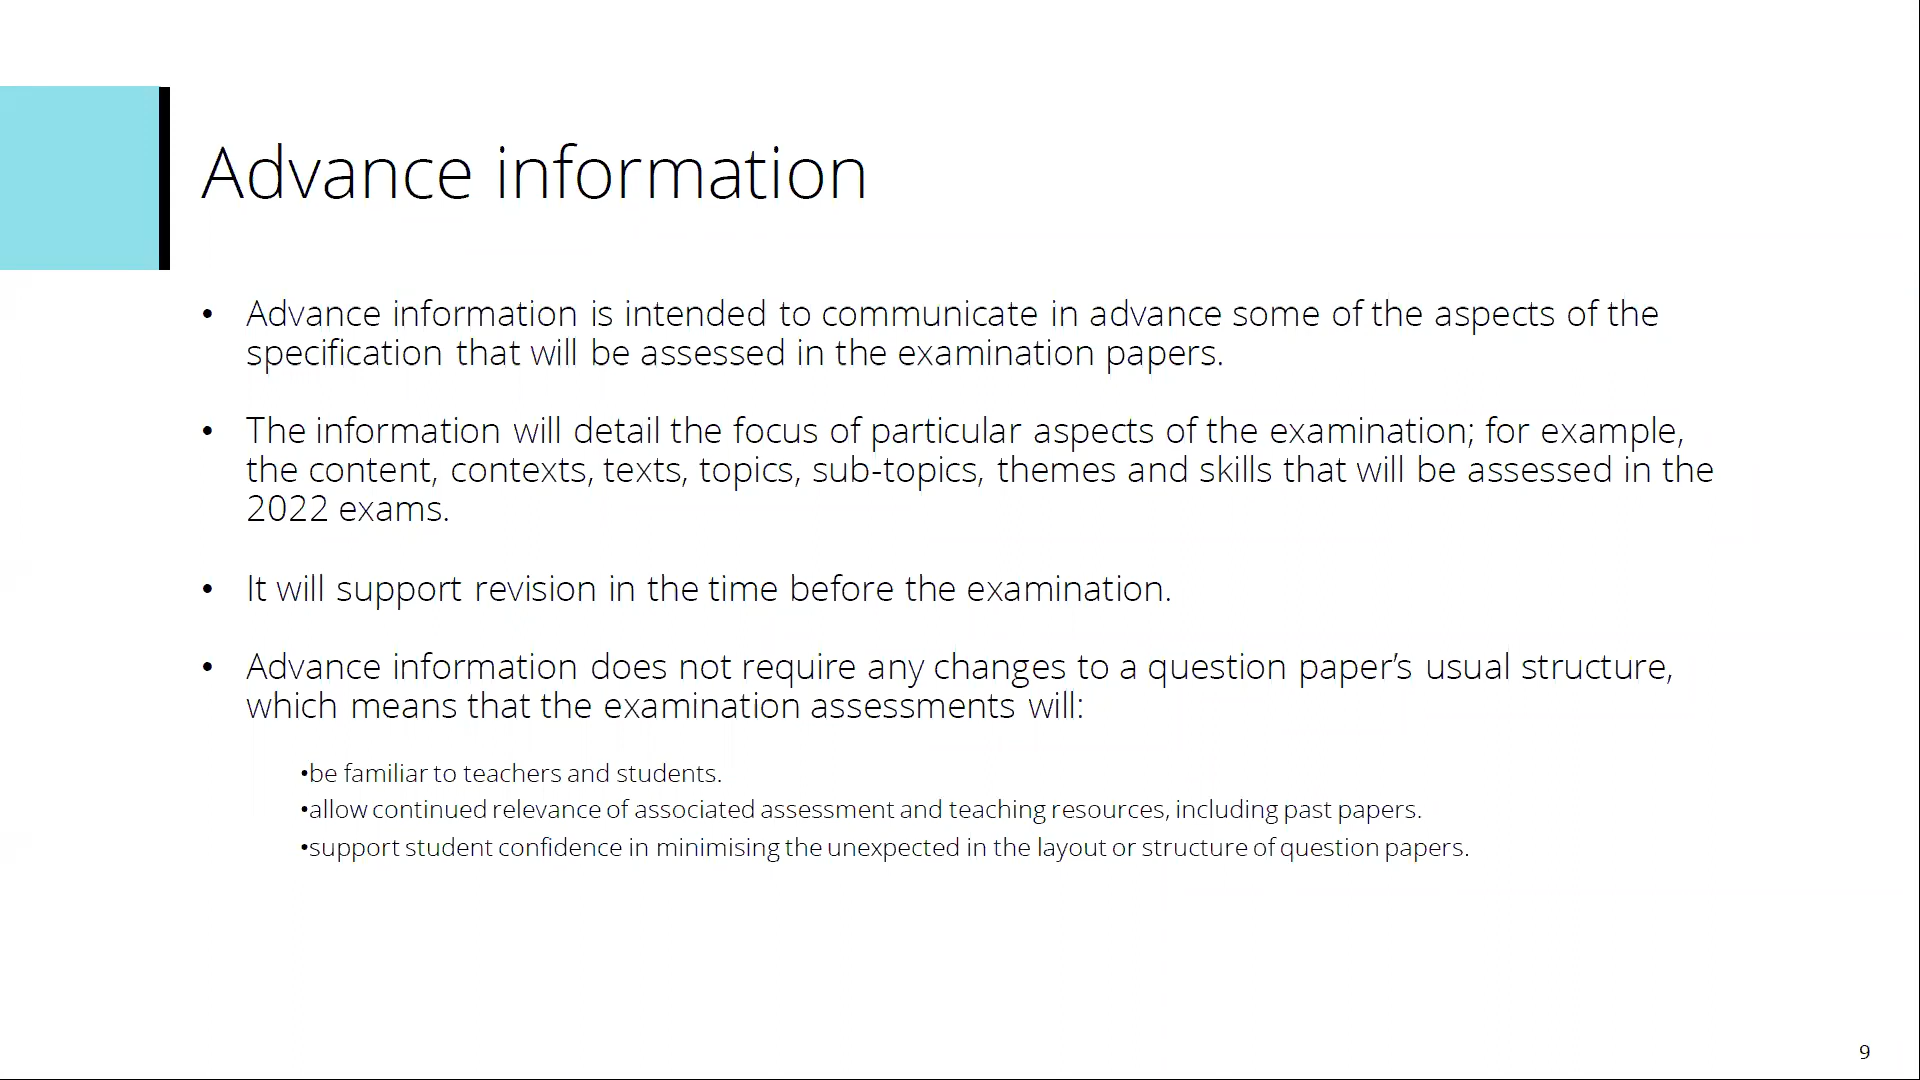 Advance information
• Advance information is intended to communicate in advance some of the aspects of the
specification that will be assessed in the examination papers.
• The information will detail the focus of particular aspects of the examination; for example,
the content, contexts, texts, topics, sub-topics, themes and skills that will be assessed in the
2022 exams.
• It will support revision in the time before the examination.
• Advance information does not require any changes to a question paper’s usual structure,
which means that the examination assessments will:
•be familiar to teachers and students.
•allow continued relevance of associated assessment and teaching resources, including past papers.
•support student confidence in minimising the unexpected in the layout or structure of question papers.
9